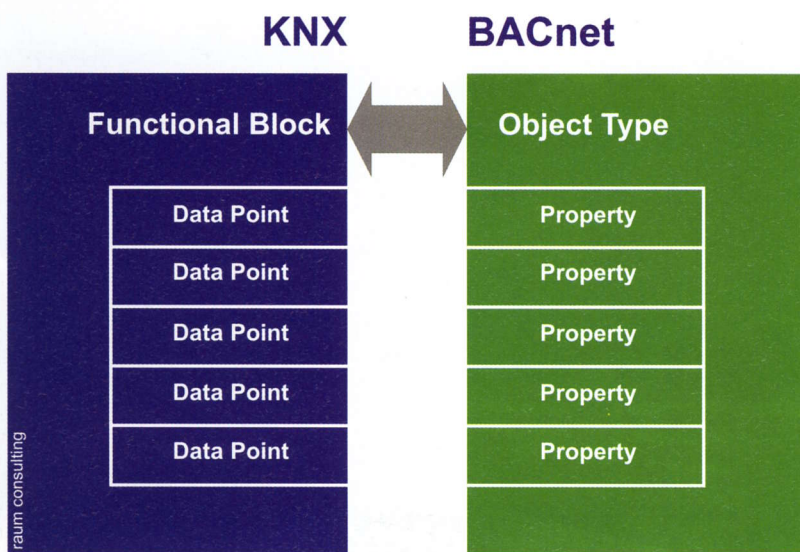 KNX BACnet
Functional Block Object Type
Data Point Property
Data Point Property
Data Point Property
Data Point Property
Data Point Property
raum consulting